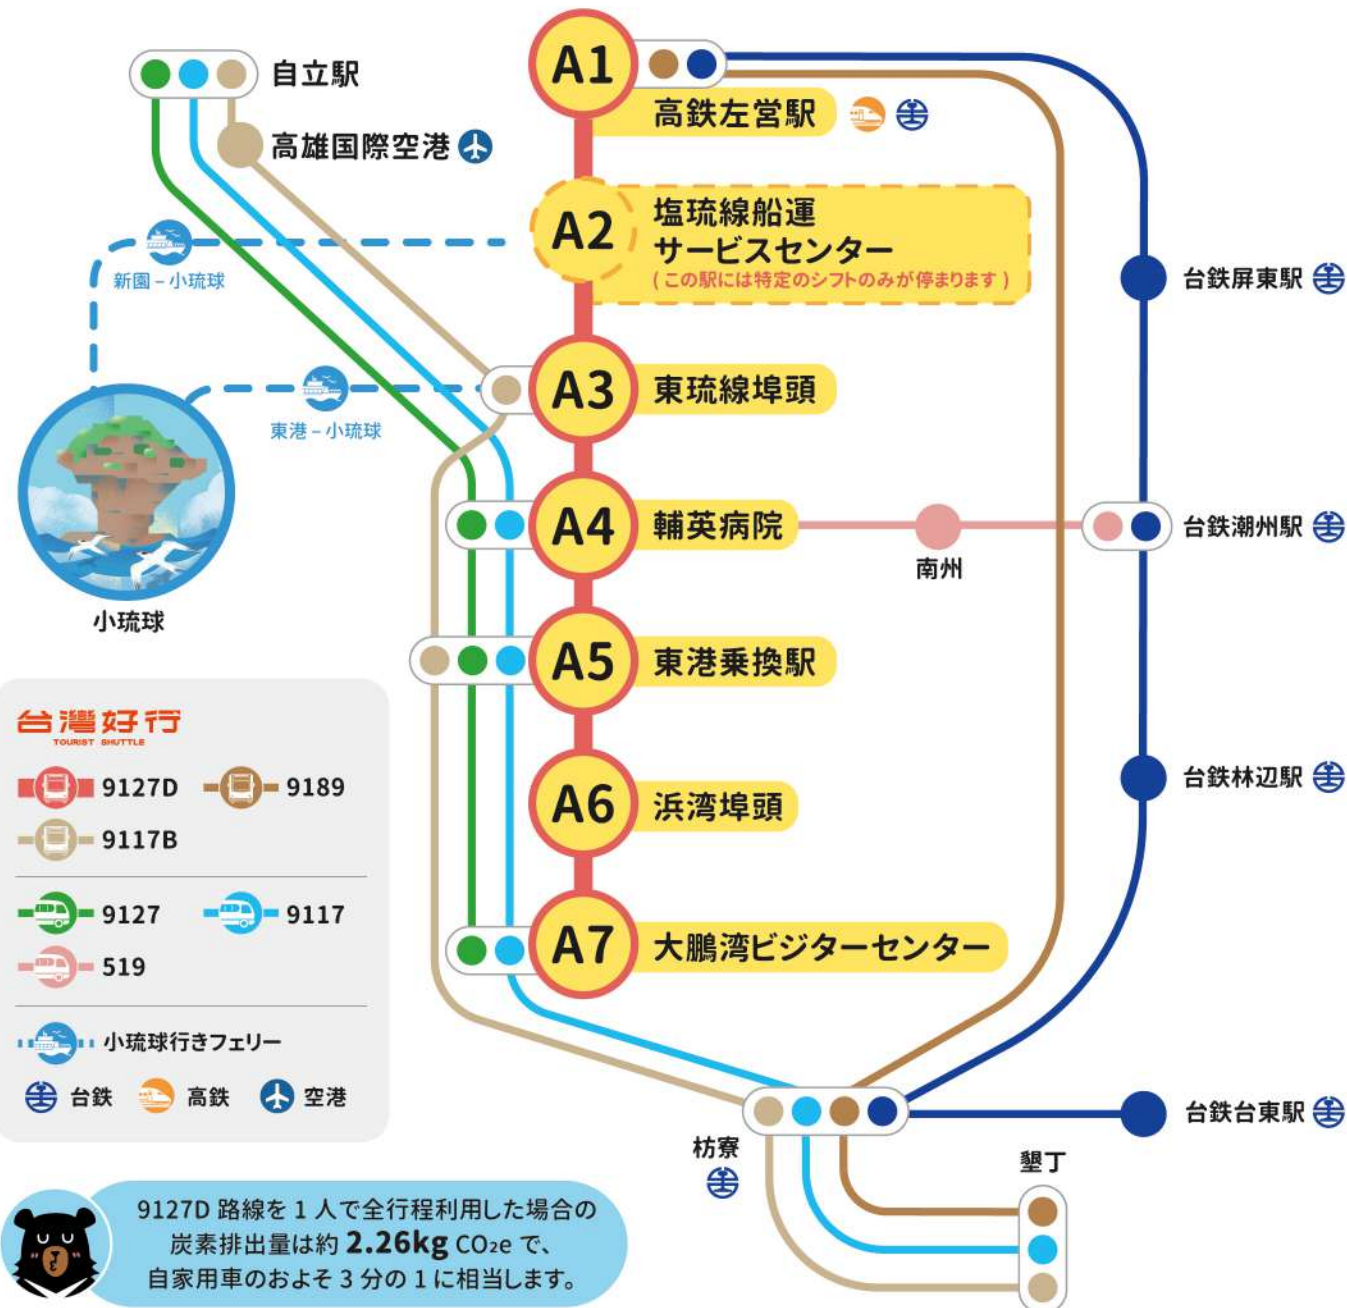 A1
高鉄左営駅
自立駅
高雄国際空港
A2
塩琉線船運
サービスセンター
(この駅には特定のシフトのみが停まります)
新園 – 小琉球
台鉄屏東駅
A3
東琉線埠頭
東港 – 小琉球
小琉球
A4
輔英病院
南州
台鉄潮州駅
A5
東港乗換駅
台灣好行
TOURIST SHUTTLE
9127D
9189
9117B
9127
9117
519
小琉球行きフェリー
台鉄
高鉄
空港
A6
浜湾埠頭
台鉄林辺駅
A7
大鵬湾ビジターセンター
枋寮
台鉄台東駅
墾丁
9127D 路線を 1 人で全行程利用した場合の
炭素排出量は約 2.26kg CO₂e で、
自家用車のおよそ 3 分の 1 に相当します。